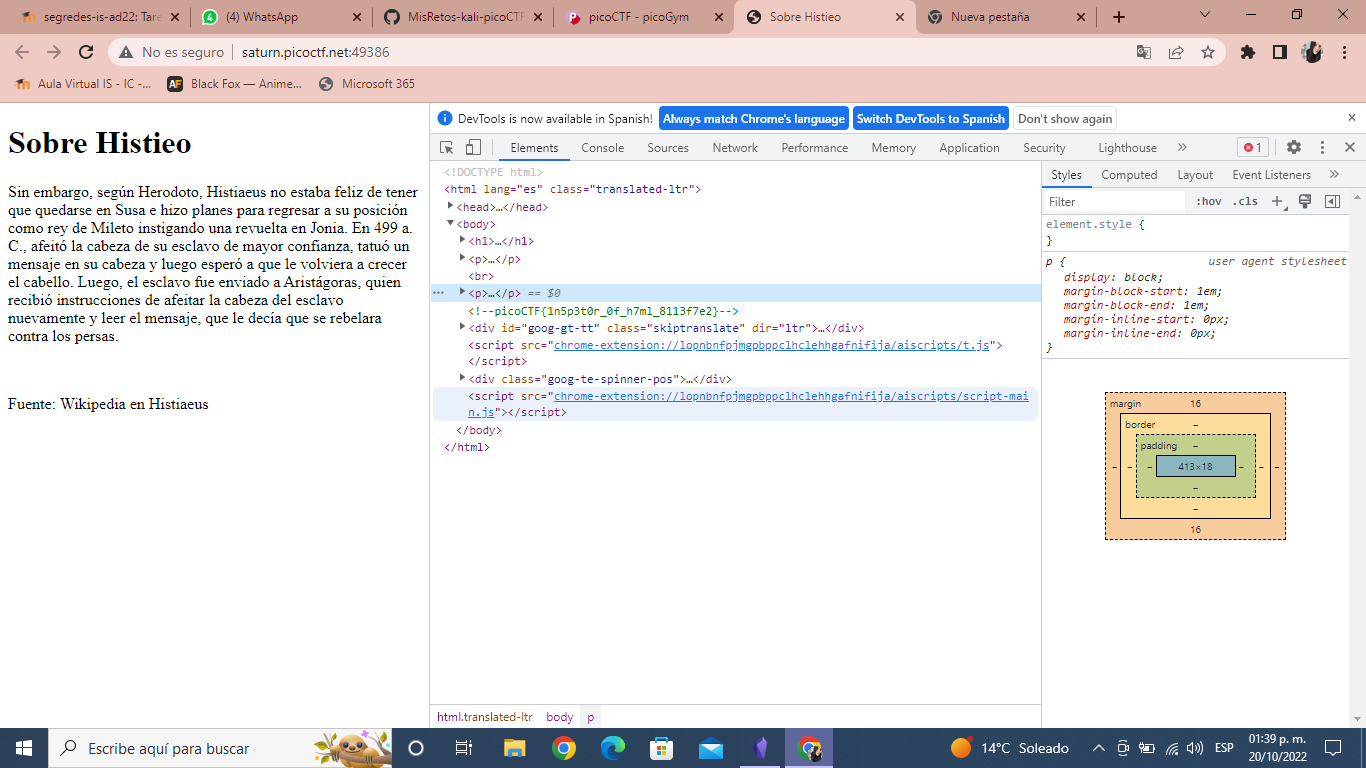 segredes-is-ad22: Tare
(4) WhatsApp
MisRetos-kali-picoCTF
picoCTF - picoGym
Sobre Histieo
Nueva pestaña
No es seguro | saturn.picoctf.net:49386
Aula Virtual IS - IC -...
Black Fox — Anime...
Microsoft 365
Sobre Histieo
Sin embargo, según Herodoto, Histiaeus no estaba feliz de tener
que quedarse en Susa e hizo planes para regresar a su posición
como rey de Mileto instigando una revuelta en Jonia. En 499 a.
C., afeitó la cabeza de su esclavo de mayor confianza, tatuó un
mensaje en su cabeza y luego esperó a que le volviera a crecer
el cabello. Luego, el esclavo fue enviado a Aristágoras, quien
recibió instrucciones de afeitar la cabeza del esclavo
nuevamente y leer el mensaje, que le decía que se rebelara
contra los persas.
Fuente: Wikipedia en Histiaeus
DevTools is now available in Spanish!
Always match Chrome's language
Switch DevTools to Spanish
Don't show again
Elements
Console
Sources
Network
Performance
Memory
Application
Security
Lighthouse
1
<!DOCTYPE html>
<html lang="es" class="translated-ltr">
<head>…</head>
<body>
<h1>…</h1>
<p>…</p>
<br>
<p>…</p> == $0
<!--picoCTF{1n5p3t0r_0f_h7ml_8113f7e2}-->
<div id="goog-gt-tt" class="skiptranslate" dir="ltr">…</div>
<script src="chrome-extension://lopnbnfpjmgpbppclhclehhgafnifija/aiscripts/t.js">
</script>
<div class="goog-te-spinner-pos">…</div>
<script src="chrome-extension://lopnbnfpjmgpbppclhclehhgafnifija/aiscripts/script-mai
n.js"></script>
</body>
</html>
html.translated-ltr
body
p
Styles
Computed
Layout
Event Listeners
Filter
:hov
.cls
element.style {
}
p {
user agent stylesheet
display: block;
margin-block-start: 1em;
margin-block-end: 1em;
margin-inline-start: 0px;
margin-inline-end: 0px;
}
margin
16
border
–
padding
–
– – – 413×18 – – –
–
–
16
Escribe aquí para buscar
14°C Soleado
ESP
01:39 p. m.
20/10/2022